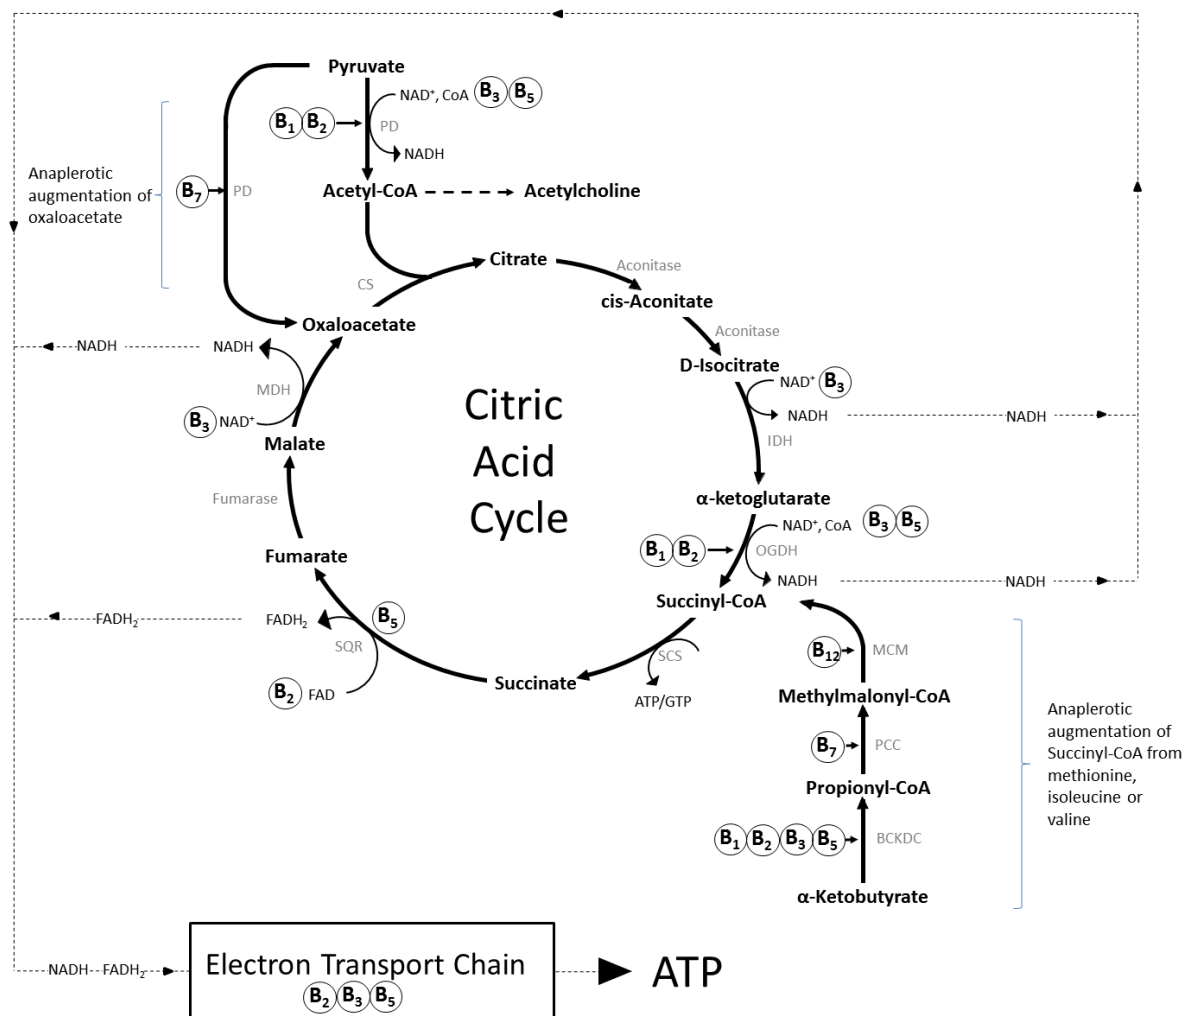 Pyruvate
NAD⁺, CoA B₃ B₅
B₁ B₂
PD
NADH
Anaplerotic
augmentation of
oxaloacetate
B₇
PD
Acetyl-CoA
Acetylcholine
Citrate
CS
Aconitase
cis-Aconitate
Oxaloacetate
Aconitase
NADH
NADH
D-Isocitrate
MDH
NAD⁺ B₃
B₃ NAD⁺
NADH
NADH
Malate
IDH
Citric
Acid
Cycle
Fumarase
α-ketoglutarate
NAD⁺, CoA B₃ B₅
B₁ B₂
OGDH
Fumarate
NADH
NADH
Succinyl-CoA
FADH₂
FADH₂
B₅
SQR
SCS
B₂ FAD
Succinate
ATP/GTP
B₁₂
MCM
Methylmalonyl-CoA
B₇
PCC
Propionyl-CoA
B₁ B₂ B₃ B₅
BCKDC
α-Ketobutyrate
Anaplerotic
augmentation of
Succinyl-CoA from
methionine,
isoleucine or
valine
NADH
FADH₂
Electron Transport Chain
B₂ B₃ B₅
ATP